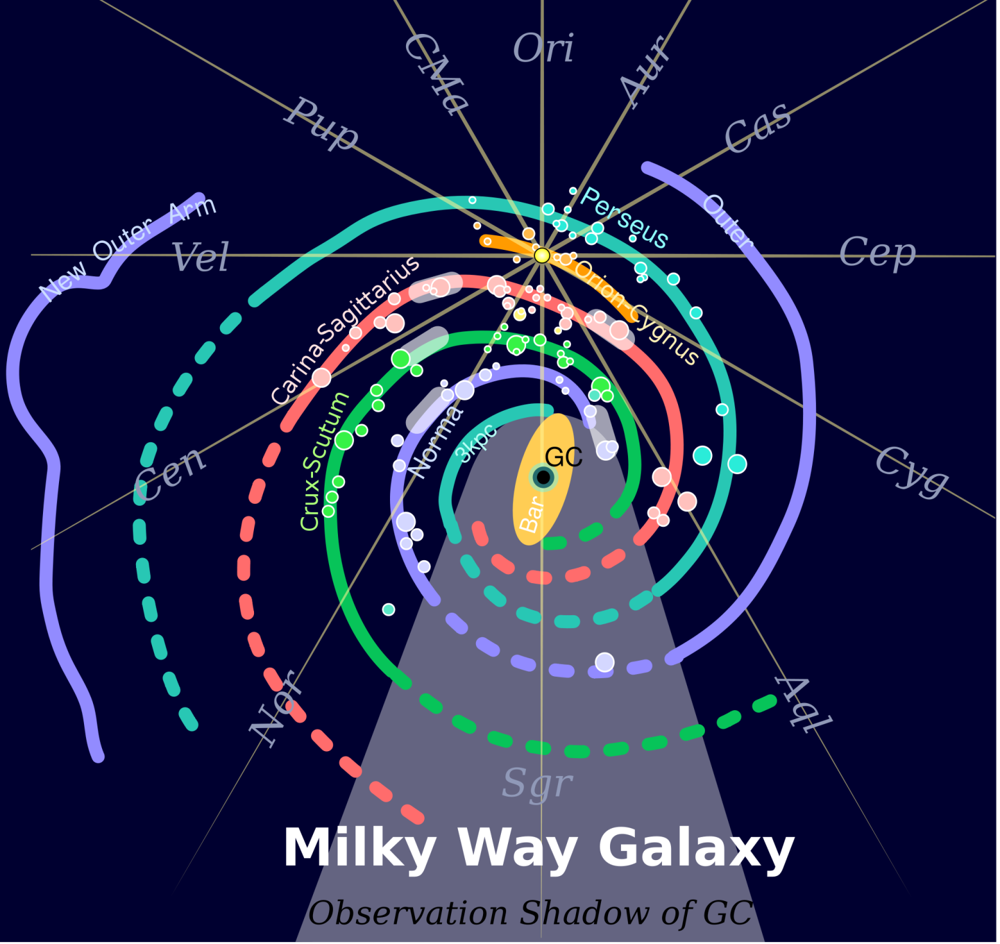 Ori
CMa
Aur
Pup
Cas
Perseus
Outer
New Outer Arm
Vel
Cep
Carina-Sagittarius
Orion-Cygnus
Crux-Scutum
Norma
3kpc
GC
Bar
Cen
Cyg
Nor
Aql
Sgr
Milky Way Galaxy
Observation Shadow of GC